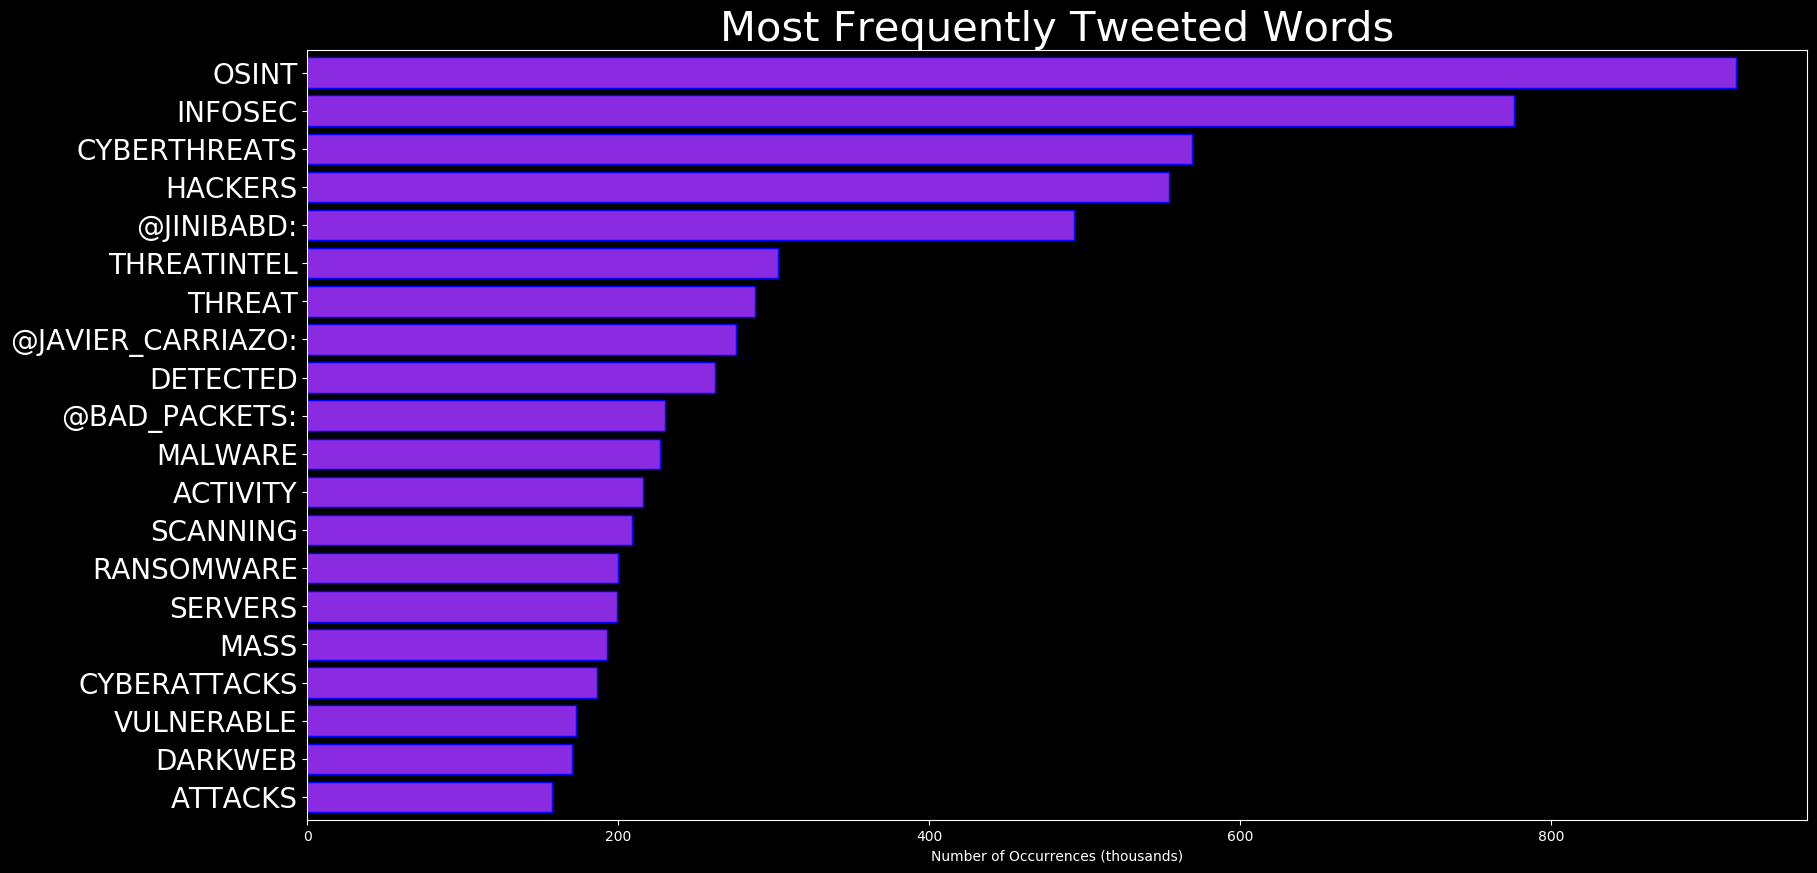 Most Frequently Tweeted Words
OSINT
INFOSEC
CYBERTHREATS
HACKERS
@JINIBABD:
THREATINTEL
THREAT
@JAVIER_CARRIAZO:
DETECTED
@BAD_PACKETS:
MALWARE
ACTIVITY
SCANNING
RANSOMWARE
SERVERS
MASS
CYBERATTACKS
VULNERABLE
DARKWEB
ATTACKS
0 200 400 600 800
Number of Occurrences (thousands)